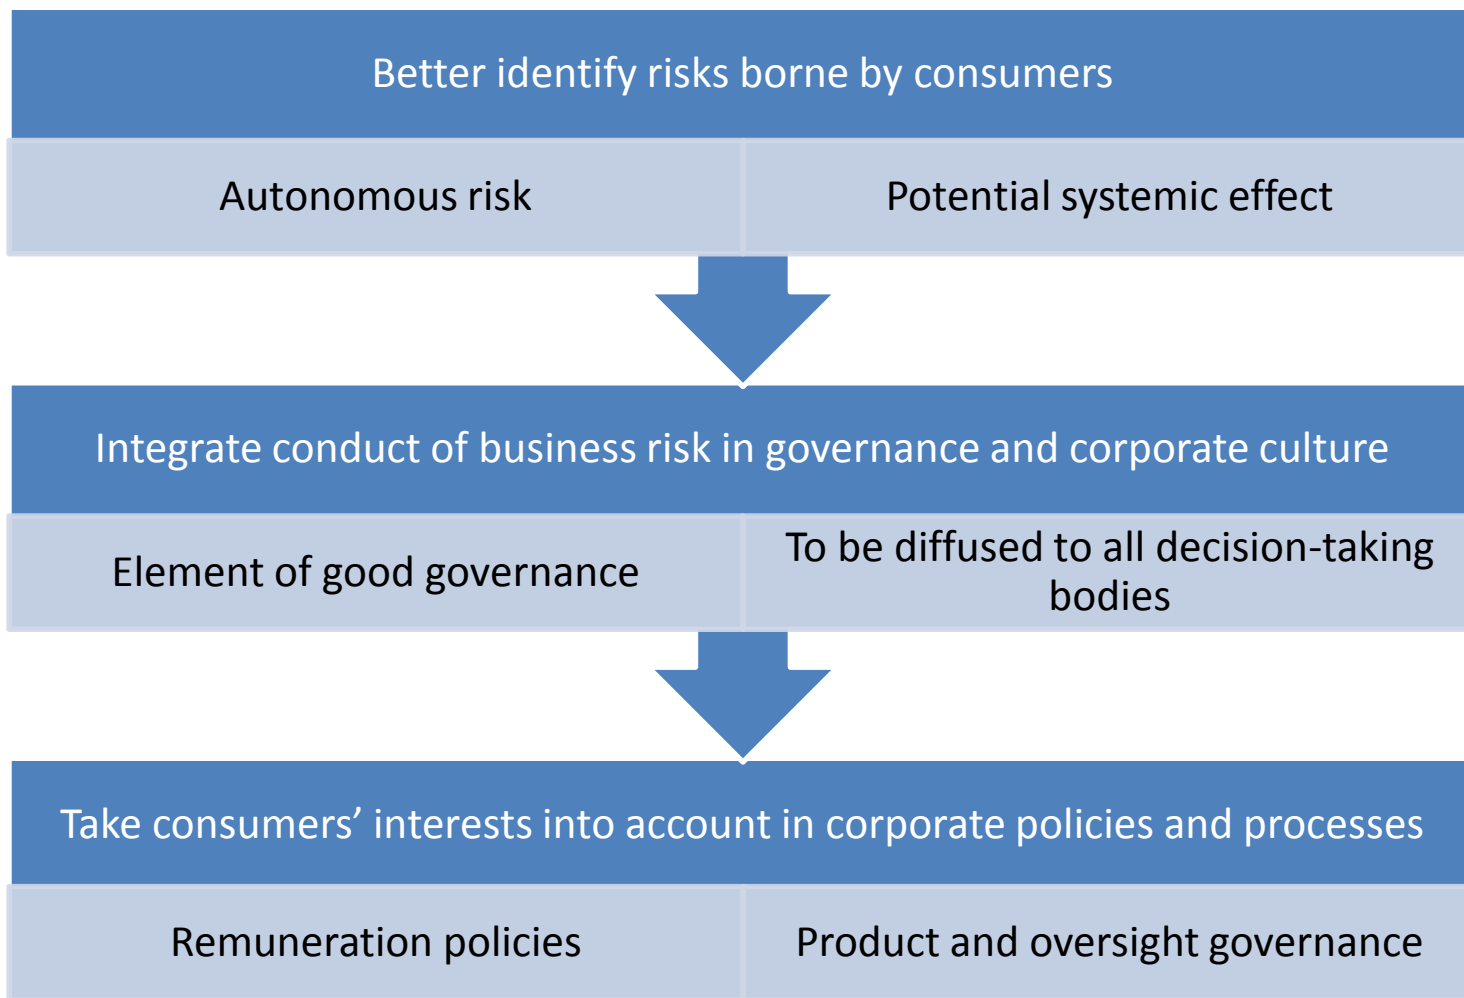 Better identify risks borne by consumers
Autonomous risk
Potential systemic effect
Integrate conduct of business risk in governance and corporate culture
Element of good governance
To be diffused to all decision-taking
bodies
Take consumers’ interests into account in corporate policies and processes
Remuneration policies
Product and oversight governance